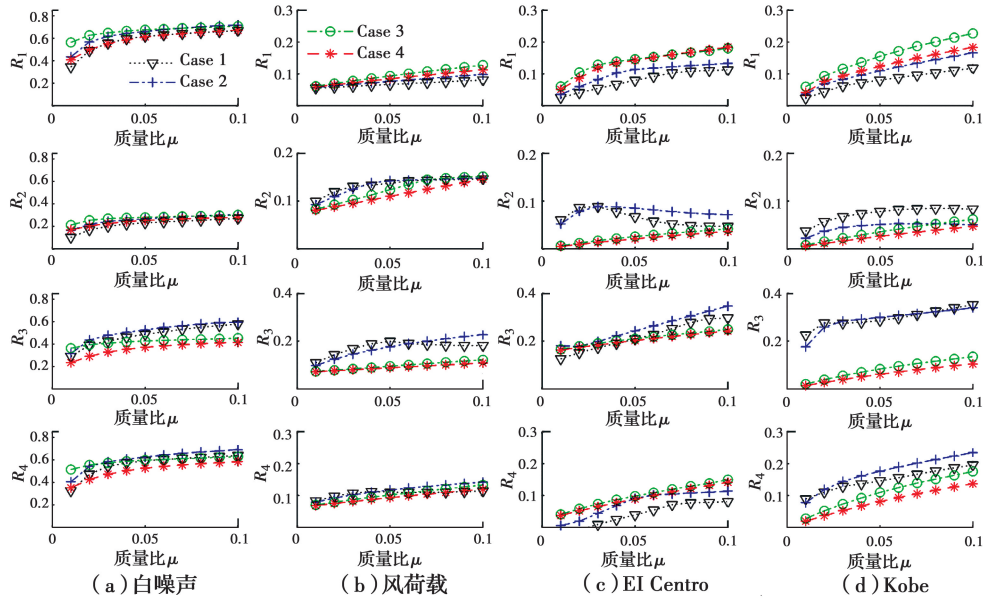 0.8 0.6 0.4 0.2 R1 0 0.05 0.1 质量比μ
Case 1
Case 2
0.3 0.2 0.1 R1 0 0.05 0.1 质量比μ
Case 3
Case 4
0.3 0.2 0.1 R1 0 0.05 0.1 质量比μ
0.3 0.2 0.1 R1 0 0.05 0.1 质量比μ
0.8 0.6 0.4 0.2 R2 0 0.05 0.1 质量比μ
0.2 0.1 R2 0 0.05 0.1 质量比μ
0.2 0.1 R2 0 0.05 0.1 质量比μ
0.2 0.1 R2 0 0.05 0.1 质量比μ
0.8 0.6 0.4 0.2 R3 0 0.05 0.1 质量比μ
0.4 0.2 R3 0 0.05 0.1 质量比μ
0.4 0.2 R3 0 0.05 0.1 质量比μ
0.4 0.2 R3 0 0.05 0.1 质量比μ
0.8 0.6 0.4 0.2 R4 0 0.05 0.1 质量比μ
0.3 0.2 0.1 R4 0 0.05 0.1 质量比μ
0.3 0.2 0.1 R4 0 0.05 0.1 质量比μ
0.3 0.2 0.1 R4 0 0.05 0.1 质量比μ
(a)白噪声
(b)风荷载
(c)EI Centro
(d)Kobe